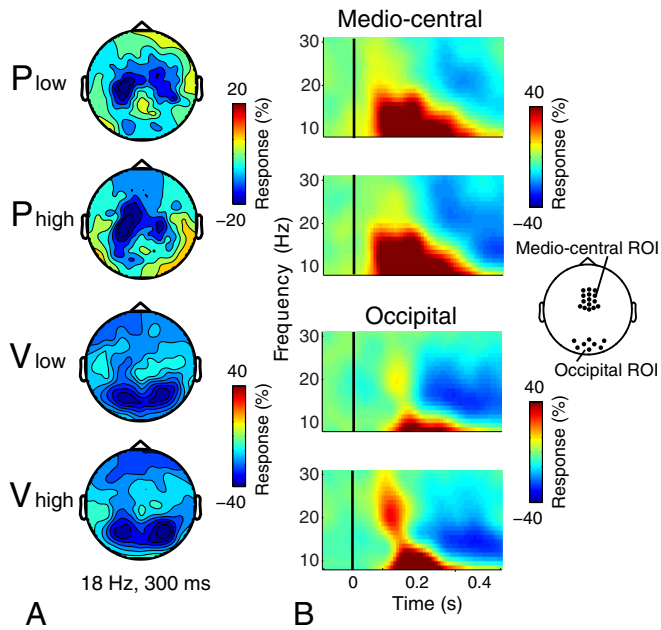 P low
P high
V low
V high
20
Response (%)
−20
40
Response (%)
−40
18 Hz, 300 ms
A
Medio-central
30
20
10
30
20
10
Frequency (Hz)
40
Response (%)
−40
Medio-central ROI
Occipital ROI
Occipital
30
20
10
30
20
10
0
0.2
0.4
Time (s)
40
Response (%)
−40
B